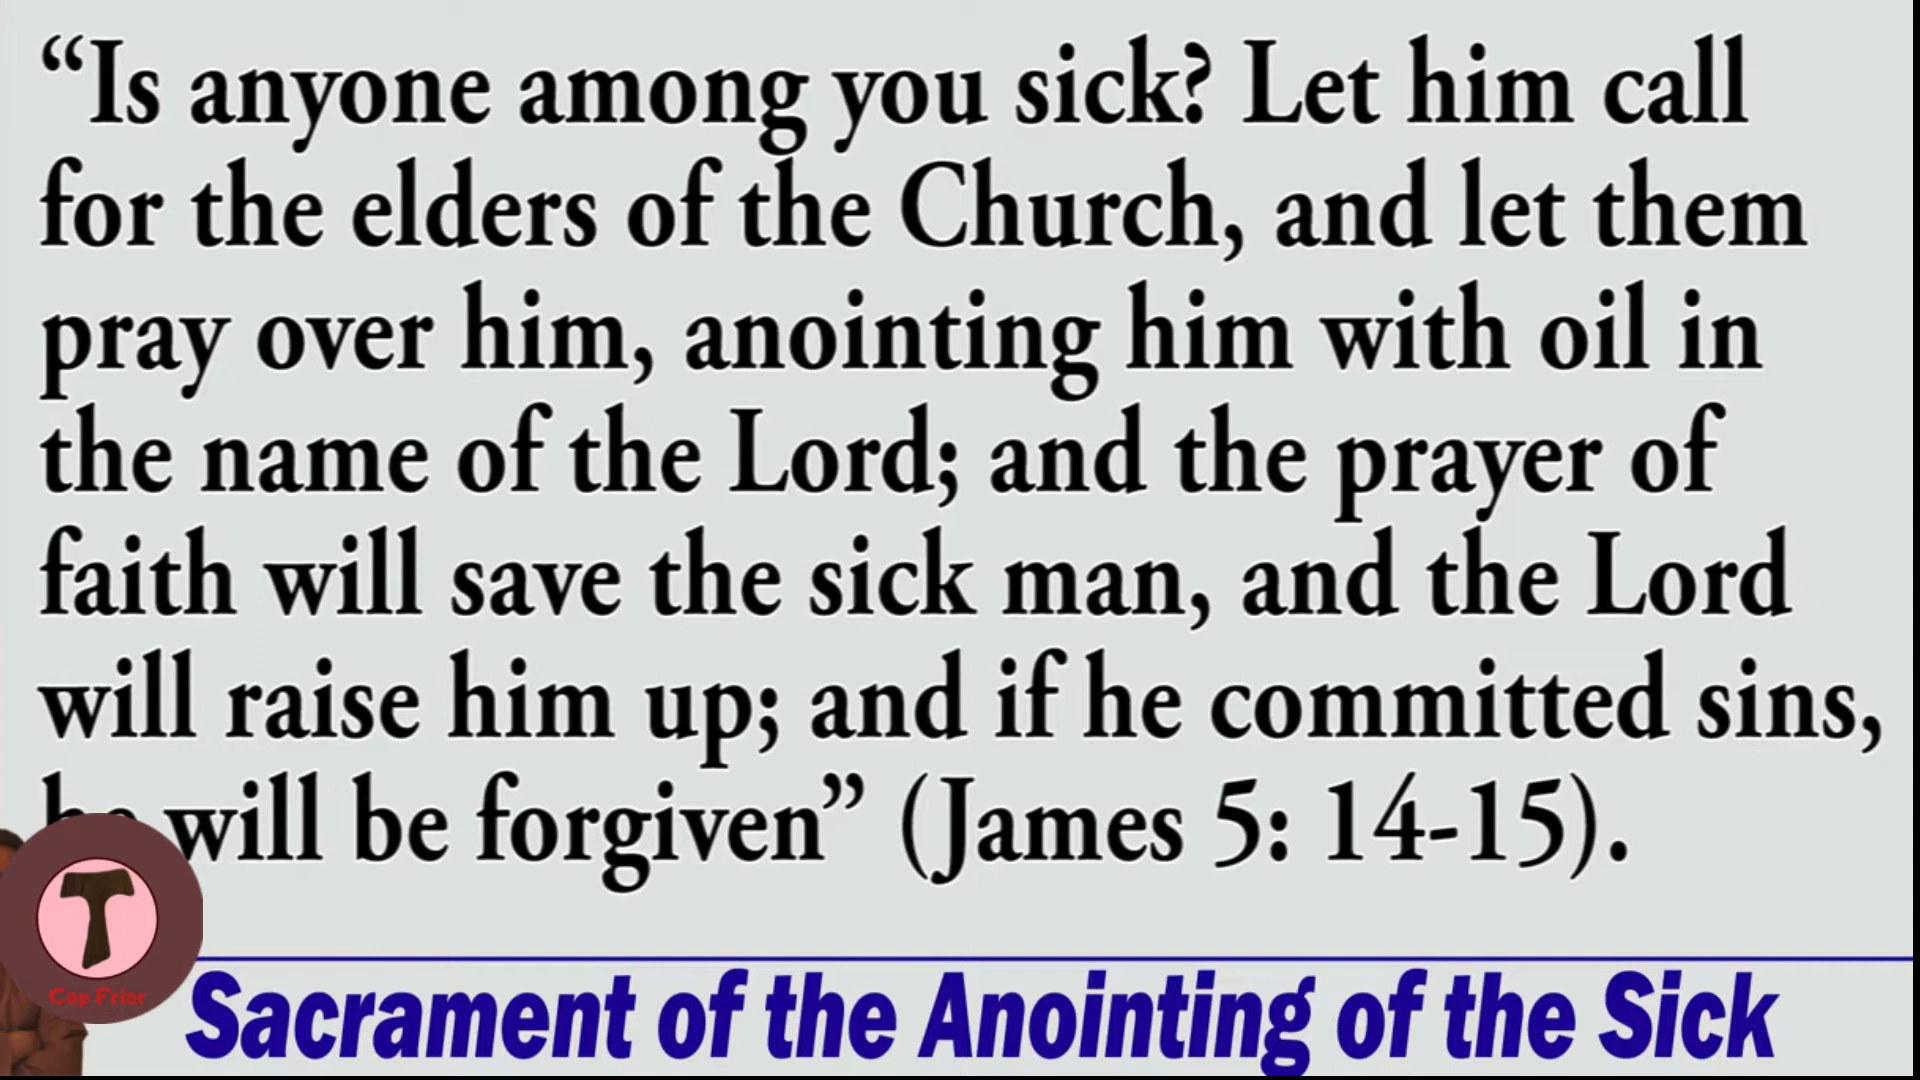 “Is anyone among you sick? Let him call
for the elders of the Church, and let them
pray over him, anointing him with oil in
the name of the Lord; and the prayer of
faith will save the sick man, and the Lord
will raise him up; and if he committed sins,
he will be forgiven” (James 5: 14-15).
Cap Friar
Sacrament of the Anointing of the Sick